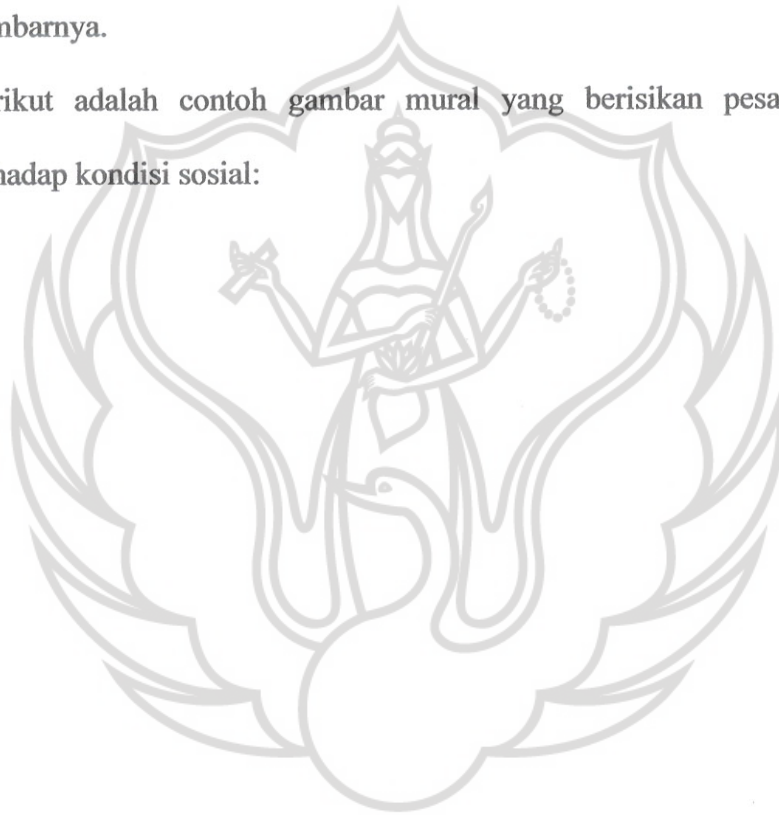 mbarnya.
rikut adalah contoh gambar mural yang berisikan pesa
hadap kondisi sosial: